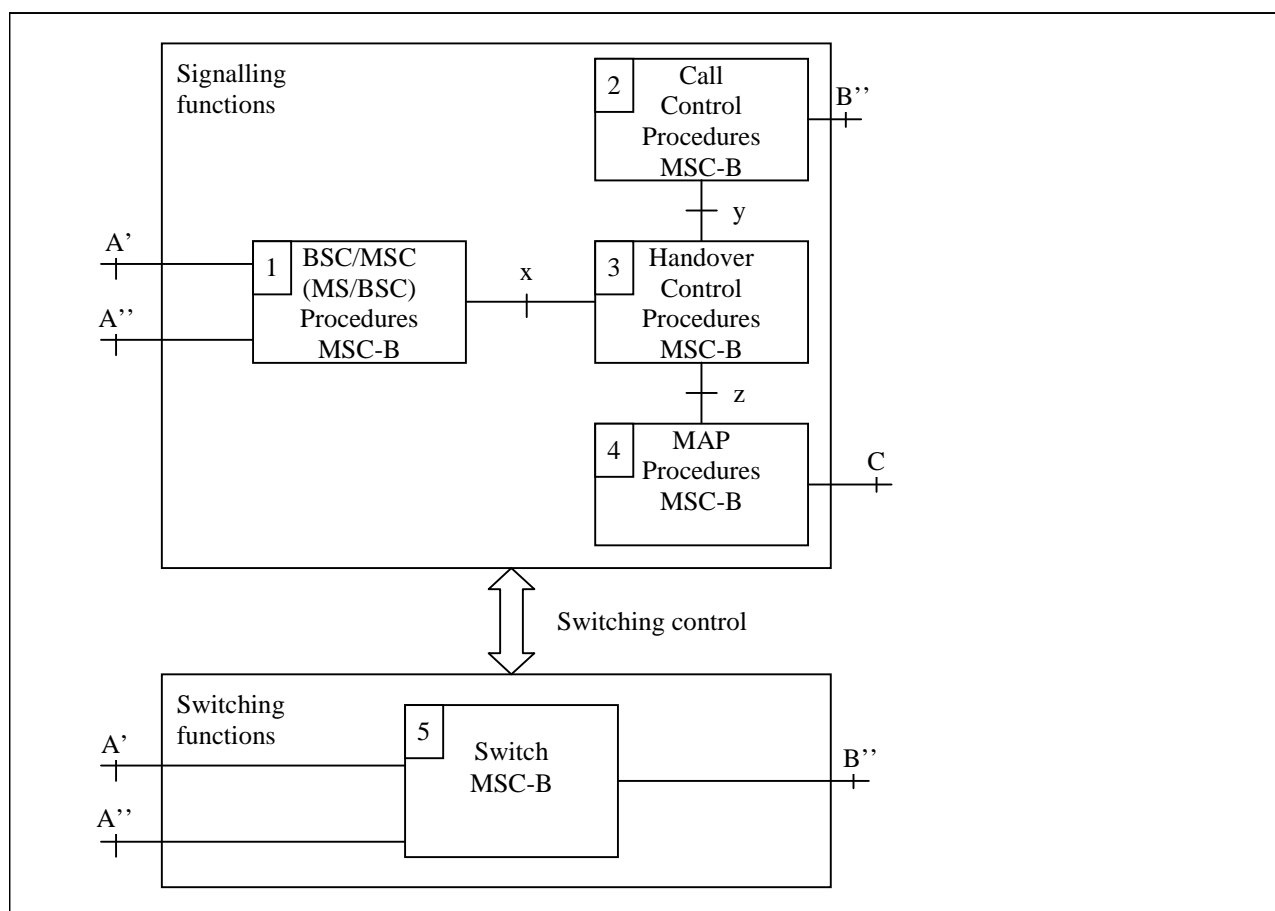 Signalling
functions
2
Call
Control
Procedures
MSC-B
B’’
y
A’
A’’
1
BSC/MSC
(MS/BSC)
Procedures
MSC-B
x
3
Handover
Control
Procedures
MSC-B
z
4
MAP
Procedures
MSC-B
C
Switching control
Switching
functions
A’
A’’
5
Switch
MSC-B
B’’